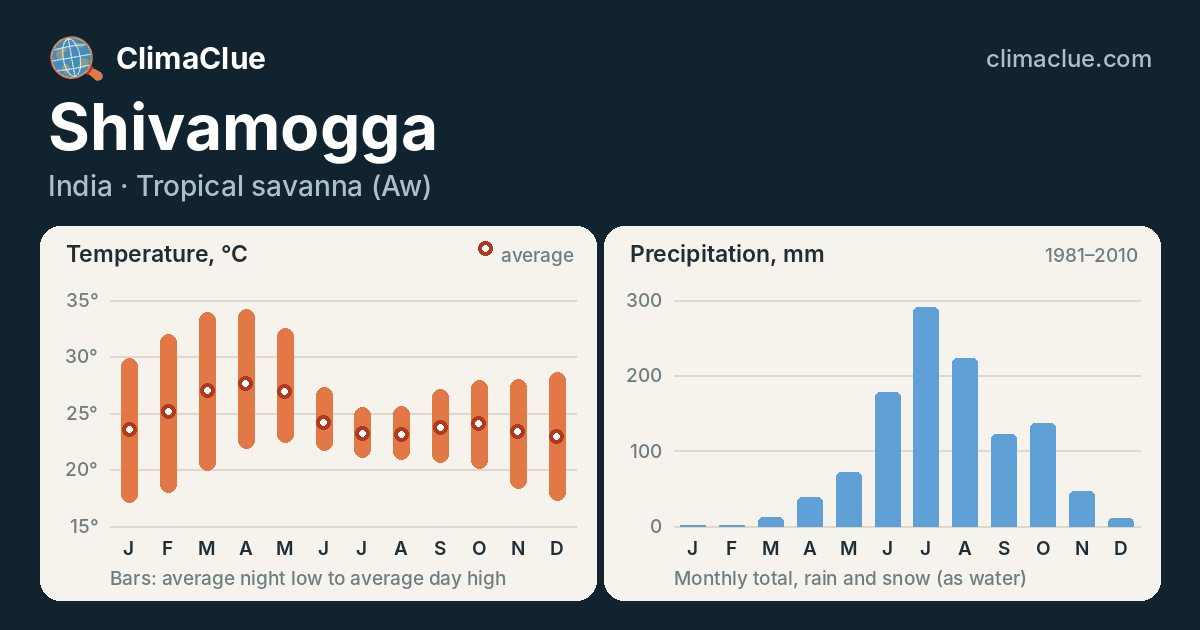 ClimaClue
climaclue.com
Shivamogga
India · Tropical savanna (Aw)
Temperature, °C
average
35°
30°
25°
20°
15°
J F M A M J J A S O N D
Bars: average night low to average day high
Precipitation, mm
1981–2010
300
200
100
0
J F M A M J J A S O N D
Monthly total, rain and snow (as water)